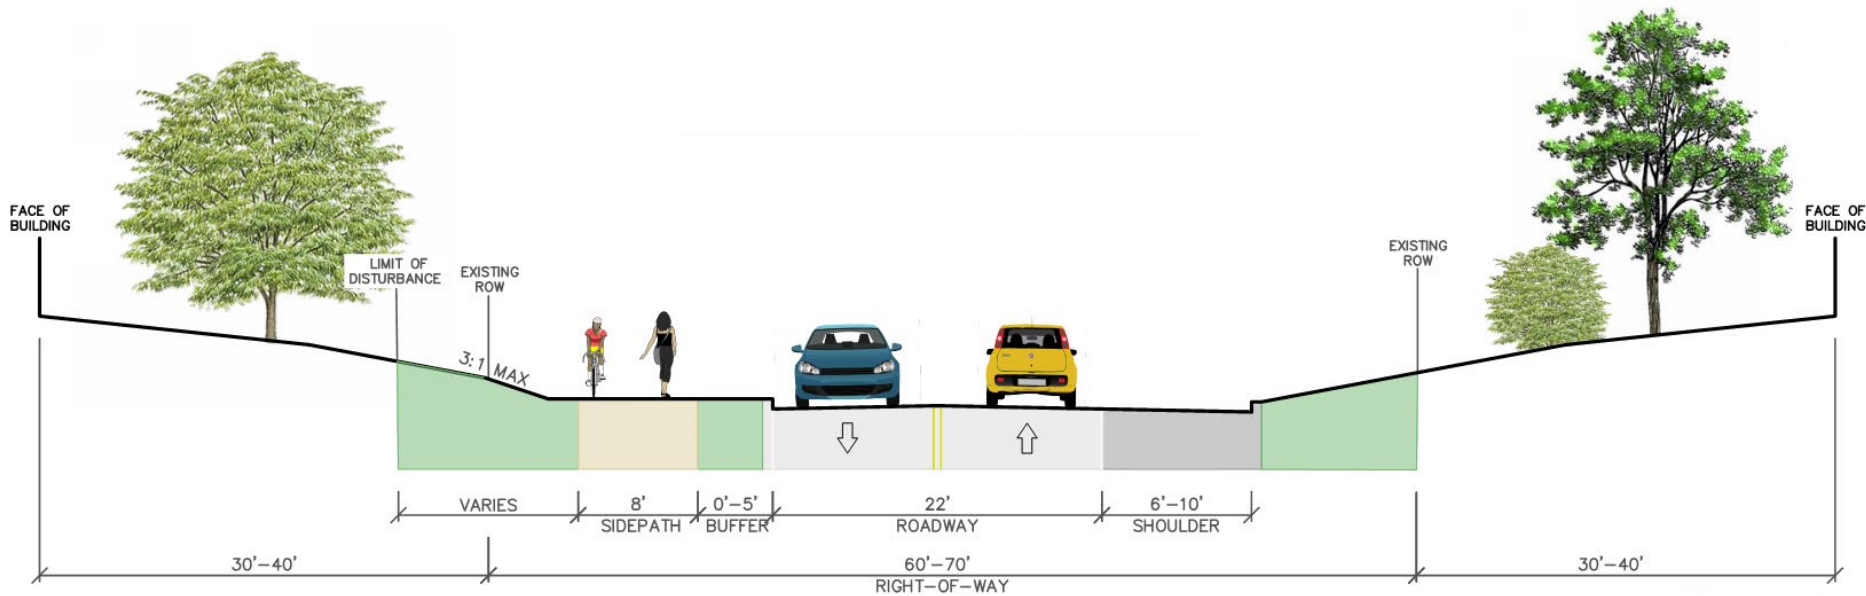 FACE OF
BUILDING
LIMIT OF
DISTURBANCE
EXISTING
ROW
3:1 MAX
EXISTING
ROW
FACE OF
BUILDING
VARIES
8'
SIDEPATH
0'-5'
BUFFER
22'
ROADWAY
6'-10'
SHOULDER
30'-40'
60'-70'
RIGHT-OF-WAY
30'-40'